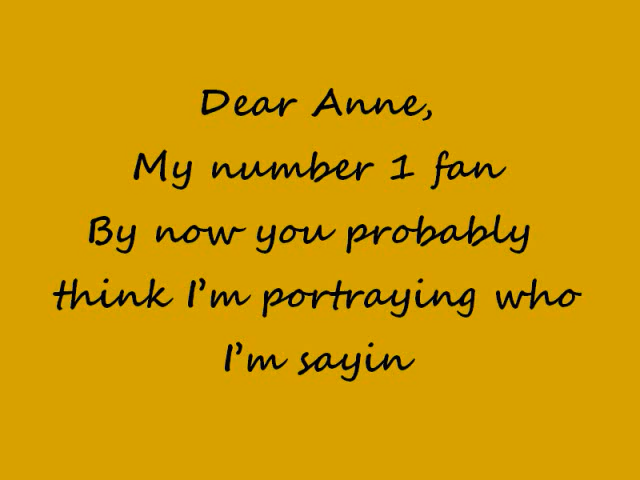 Dear Anne,
My number 1 fan
By now you probably
think I'm portraying who
I'm sayin